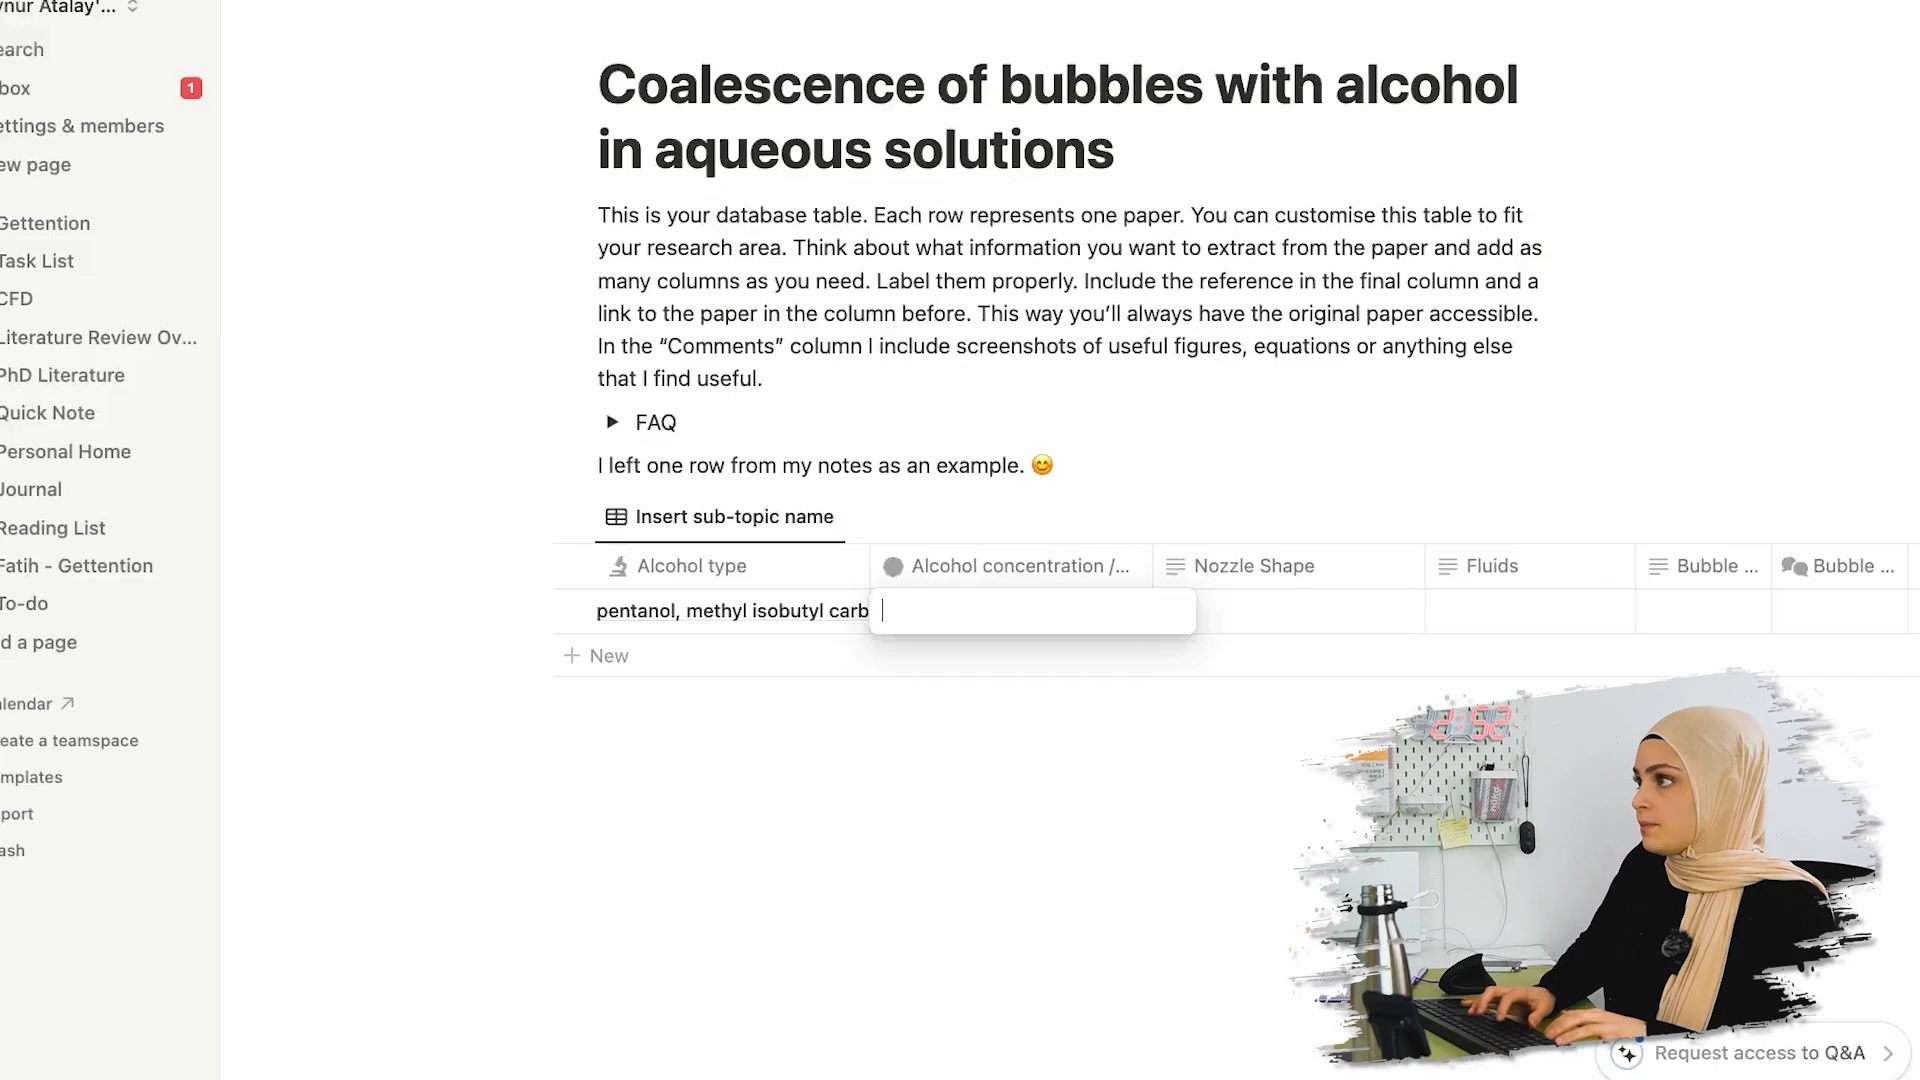 ynur Atalay'...
earch
box
1
ettings & members
ew page
Gettention
Task List
CFD
Literature Review Ov...
PhD Literature
Quick Note
Personal Home
Journal
Reading List
Fatih - Gettention
To-do
d a page
alendar
eate a teamspace
mplates
port
ash
Coalescence of bubbles with alcohol
in aqueous solutions
This is your database table. Each row represents one paper. You can customise this table to fit
your research area. Think about what information you want to extract from the paper and add as
many columns as you need. Label them properly. Include the reference in the final column and a
link to the paper in the column before. This way you’ll always have the original paper accessible.
In the “Comments” column I include screenshots of useful figures, equations or anything else
that I find useful.
FAQ
I left one row from my notes as an example. 😊
Insert sub-topic name
Alcohol type
Alcohol concentration /...
Nozzle Shape
Fluids
Bubble ...
Bubble ...
pentanol, methyl isobutyl carb
New
Request access to Q&A